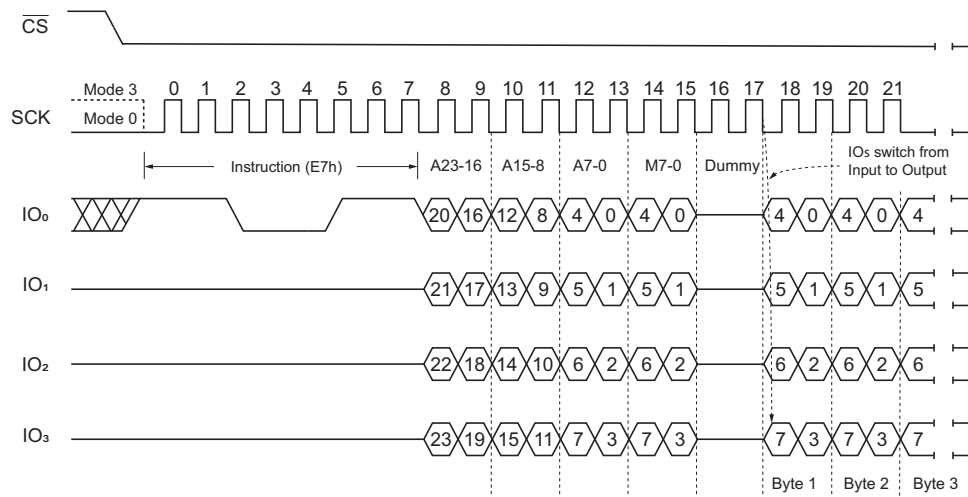 CS
Mode 3
0 1 2 3 4 5 6 7 8 9 10 11 12 13 14 15 16 17 18 19 20 21
SCK
Mode 0
Instruction (E7h)
A23-16
A15-8
A7-0
M7-0
Dummy
IOs switch from
Input to Output
IO₀
20 16 12 8 4 0 4 0 4 0 4 0 4
IO₁
21 17 13 9 5 1 5 1 5 1 5 1 5
IO₂
22 18 14 10 6 2 6 2 6 2 6 2 6
IO₃
23 19 15 11 7 3 7 3 7 3 7 3 7
Byte 1
Byte 2
Byte 3